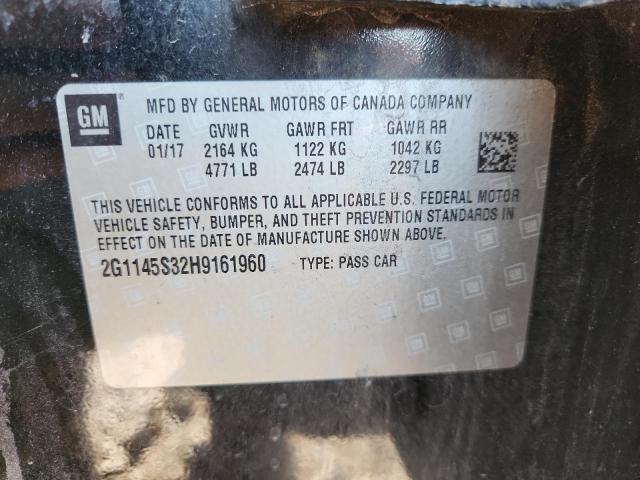 GM
MFD BY GENERAL MOTORS OF CANADA COMPANY
DATE GVWR GAWR FRT GAWR RR
01/17 2164 KG 1122 KG 1042 KG
4771 LB 2474 LB 2297 LB
THIS VEHICLE CONFORMS TO ALL APPLICABLE U.S. FEDERAL MOTOR
VEHICLE SAFETY, BUMPER, AND THEFT PREVENTION STANDARDS IN
EFFECT ON THE DATE OF MANUFACTURE SHOWN ABOVE.
2G1145S32H9161960 TYPE: PASS CAR